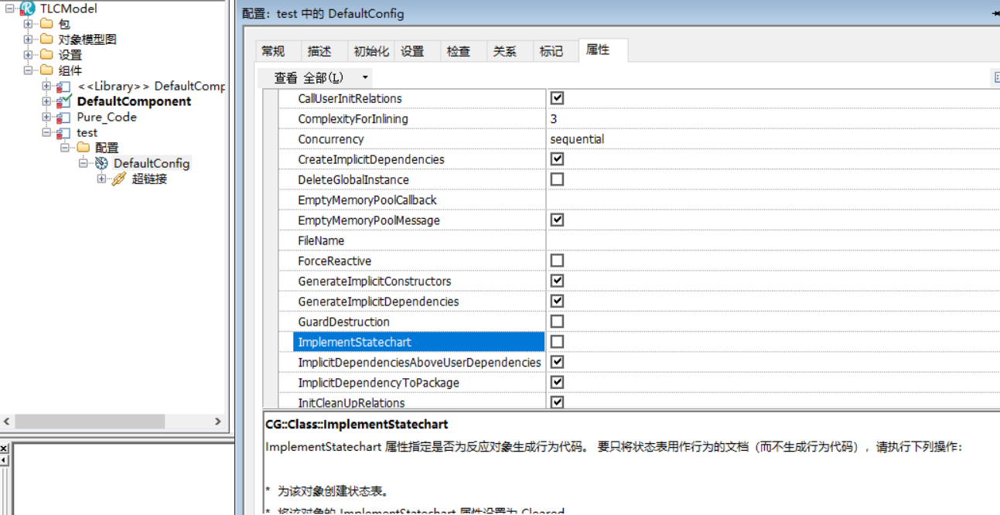 TLCModel
包
对象模型图
设置
组件
<<Library>> DefaultComp
DefaultComponent
Pure_Code
test
配置
DefaultConfig
超链接
配置：test 中的 DefaultConfig
常规 描述 初始化 设置 检查 关系 标记 属性
查看 全部(L)
CallUserInitRelations
ComplexityForInlining 3
Concurrency sequential
CreateImplicitDependencies
DeleteGlobalInstance
EmptyMemoryPoolCallback
EmptyMemoryPoolMessage
FileName
ForceReactive
GenerateImplicitConstructors
GenerateImplicitDependencies
GuardDestruction
ImplementStatechart
ImplicitDependenciesAboveUserDependencies
ImplicitDependencyToPackage
InitCleanUpRelations
CG::Class::ImplementStatechart
ImplementStatechart 属性指定是否为反应对象生成行为代码。 要只将状态表用作行为的文档（而不生成行为代码），请执行下列操作：
* 为该对象创建状态表。
* 将该对象的 ImplementStatechart 属性设置为 Cleared